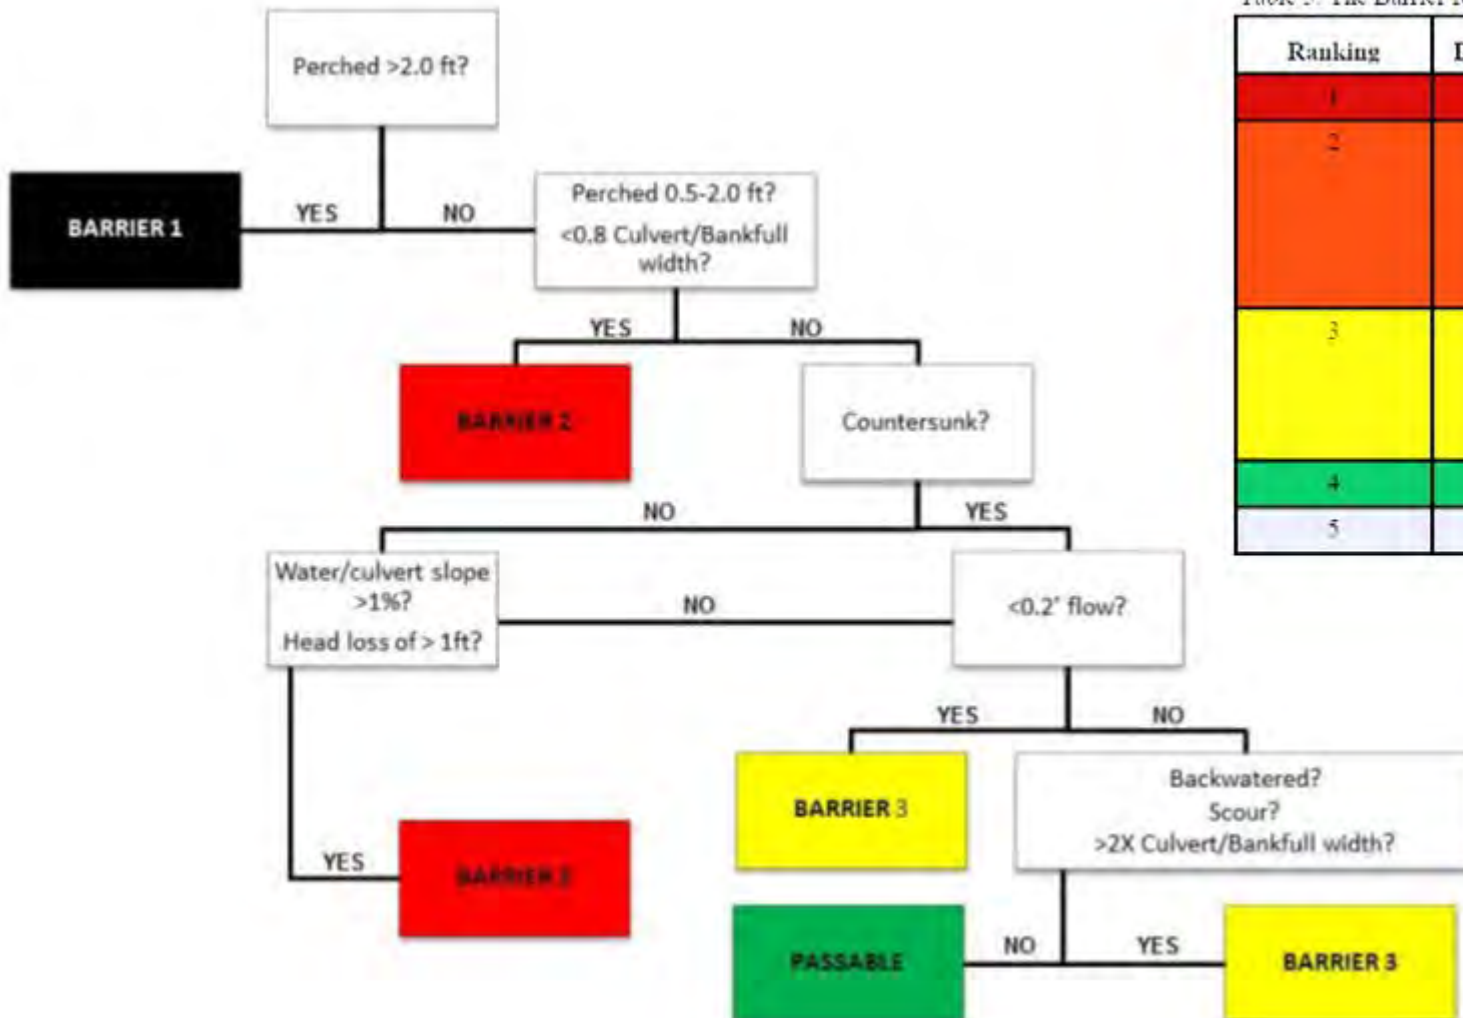 Perched >2.0 ft?
BARRIER 1
YES
NO
Perched 0.5-2.0 ft?
<0.8 Culvert/Bankfull
width?
YES
NO
BARRIER 2
Countersunk?
NO
YES
Water/culvert slope
>1%?
Head loss of > 1ft?
NO
<0.2' flow?
YES
BARRIER 2
YES
NO
BARRIER 3
Backwatered?
Scour?
>2X Culvert/Bankfull width?
PASSABLE
NO
YES
BARRIER 3
Ranking
1
2
3
4
5